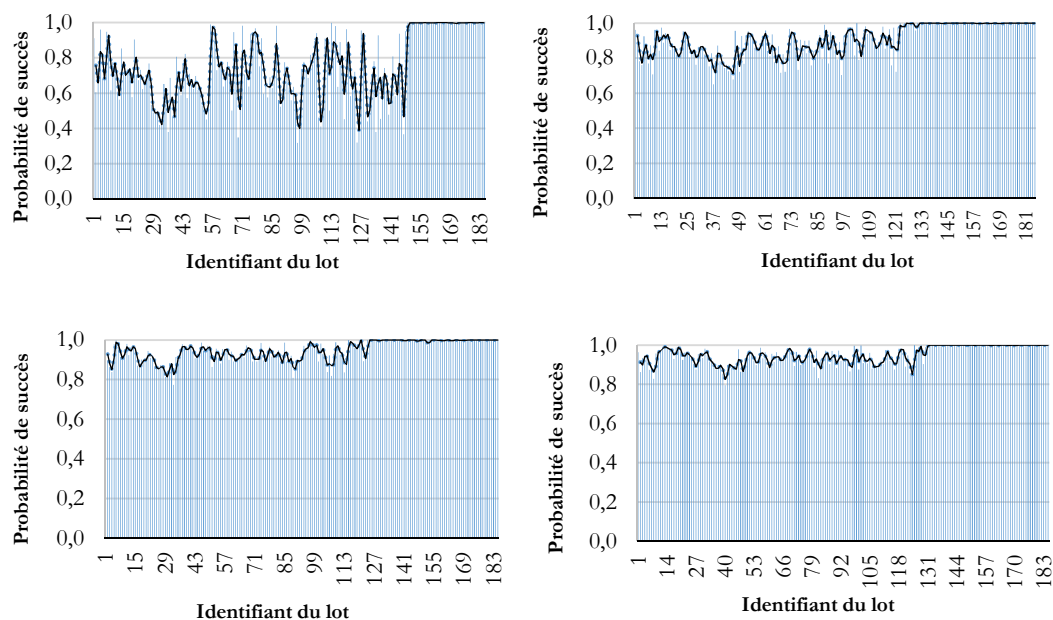 Probabilité de succès
1,0
0,8
0,6
0,4
0,2
0,0
1 15 29 43 57 71 85 99 113 127 141 155 169 183
Identifiant du lot
Probabilité de succès
1,0
0,8
0,6
0,4
0,2
0,0
1 13 25 37 49 61 73 85 97 109 121 133 145 157 169 181
Identifiant du lot
Probabilité de succès
1,0
0,8
0,6
0,4
0,2
0,0
1 15 29 43 57 71 85 99 113 127 141 155 169 183
Identifiant du lot
Probabilité de succès
1,0
0,8
0,6
0,4
0,2
0,0
1 14 27 40 53 66 79 92 105 118 131 144 157 170 183
Identifiant du lot